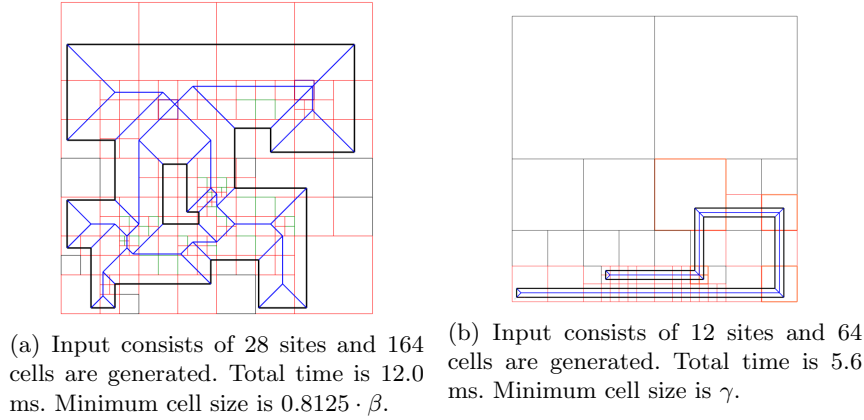 (a) Input consists of 28 sites and 164
cells are generated. Total time is 12.0
ms. Minimum cell size is 0.8125 · β.
(b) Input consists of 12 sites and 64
cells are generated. Total time is 5.6
ms. Minimum cell size is γ.